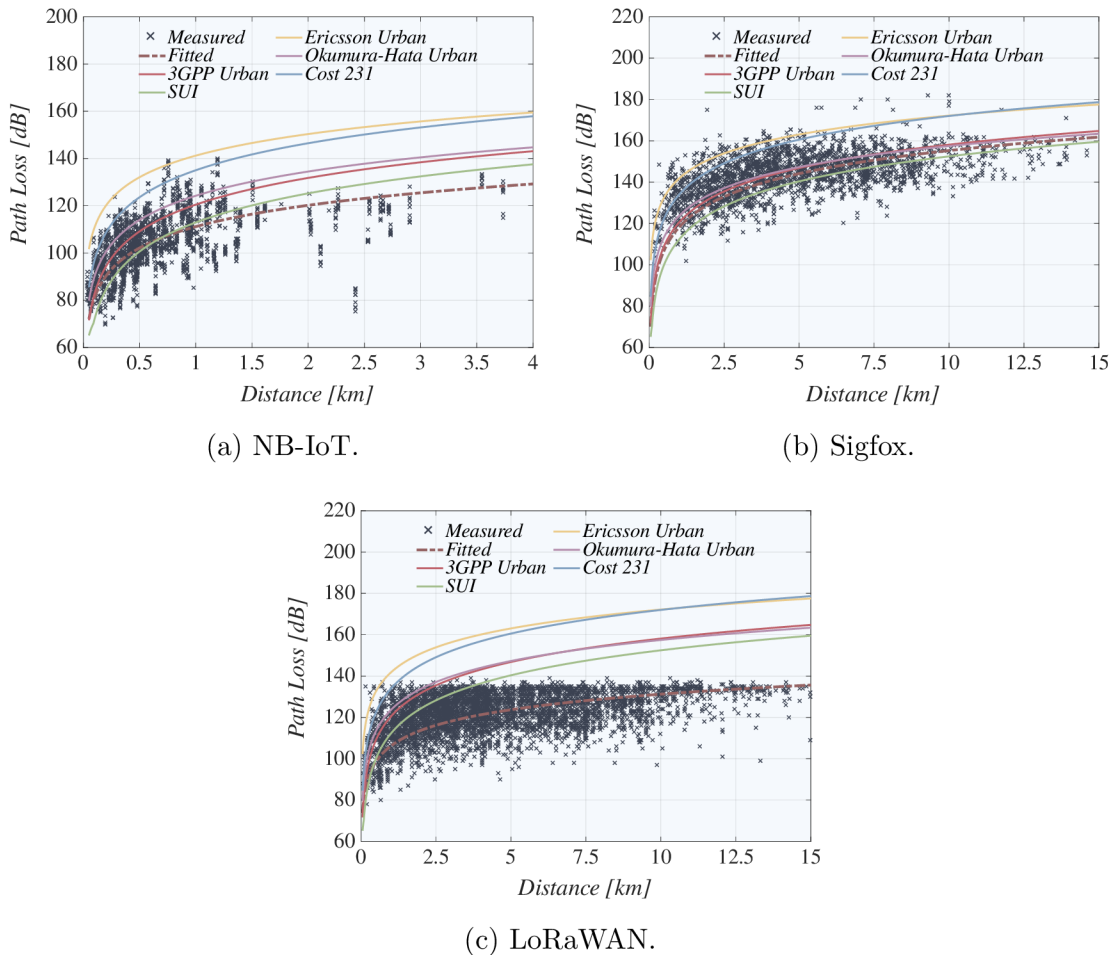 200
180
160
140
120
100
80
60
Path Loss [dB]
Measured
Fitted
3GPP Urban
SUI
Ericsson Urban
Okumura-Hata Urban
Cost 231
0 0.5 1 1.5 2 2.5 3 3.5 4
Distance [km]
(a) NB-IoT.
220
200
180
160
140
120
100
80
60
Path Loss [dB]
Measured
Fitted
3GPP Urban
SUI
Ericsson Urban
Okumura-Hata Urban
Cost 231
0 2.5 5 7.5 10 12.5 15
Distance [km]
(b) Sigfox.
220
200
180
160
140
120
100
80
60
Path Loss [dB]
Measured
Fitted
3GPP Urban
SUI
Ericsson Urban
Okumura-Hata Urban
Cost 231
0 2.5 5 7.5 10 12.5 15
Distance [km]
(c) LoRaWAN.